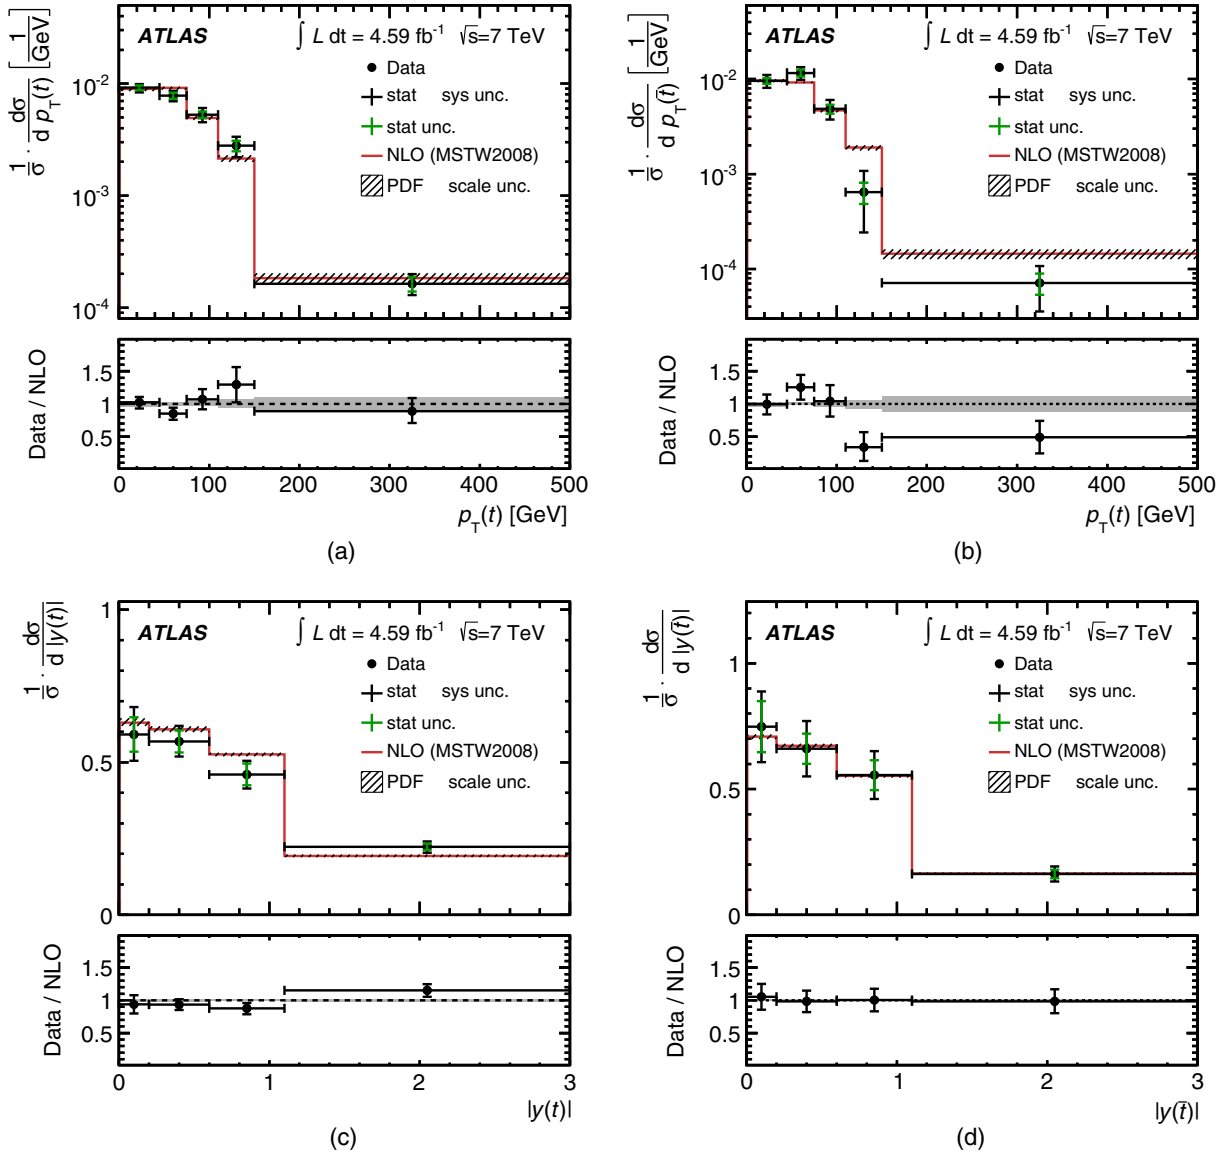 ATLAS ∫ L dt = 4.59 fb⁻¹ √s=7 TeV
Data
stat sys unc.
stat unc.
NLO (MSTW2008)
PDF scale unc.
1/σ · dσ/d p_T(t) [1/GeV]
10⁻²
10⁻³
10⁻⁴
Data / NLO
1.5
1
0.5
0 100 200 300 400 500
p_T(t) [GeV]
(a)
ATLAS ∫ L dt = 4.59 fb⁻¹ √s=7 TeV
Data
stat sys unc.
stat unc.
NLO (MSTW2008)
PDF scale unc.
1/σ · dσ/d p_T(t̄) [1/GeV]
10⁻²
10⁻³
10⁻⁴
Data / NLO
1.5
1
0.5
0 100 200 300 400 500
p_T(t) [GeV]
(b)
ATLAS ∫ L dt = 4.59 fb⁻¹ √s=7 TeV
Data
stat sys unc.
stat unc.
NLO (MSTW2008)
PDF scale unc.
1/σ · dσ/d |y(t)|
1
0.5
0
Data / NLO
1.5
1
0.5
0 1 2 3
|y(t)|
(c)
ATLAS ∫ L dt = 4.59 fb⁻¹ √s=7 TeV
Data
stat sys unc.
stat unc.
NLO (MSTW2008)
PDF scale unc.
1/σ · dσ/d |y(t̄)|
1
0.5
0
Data / NLO
1.5
1
0.5
0 1 2 3
|y(t̄)|
(d)